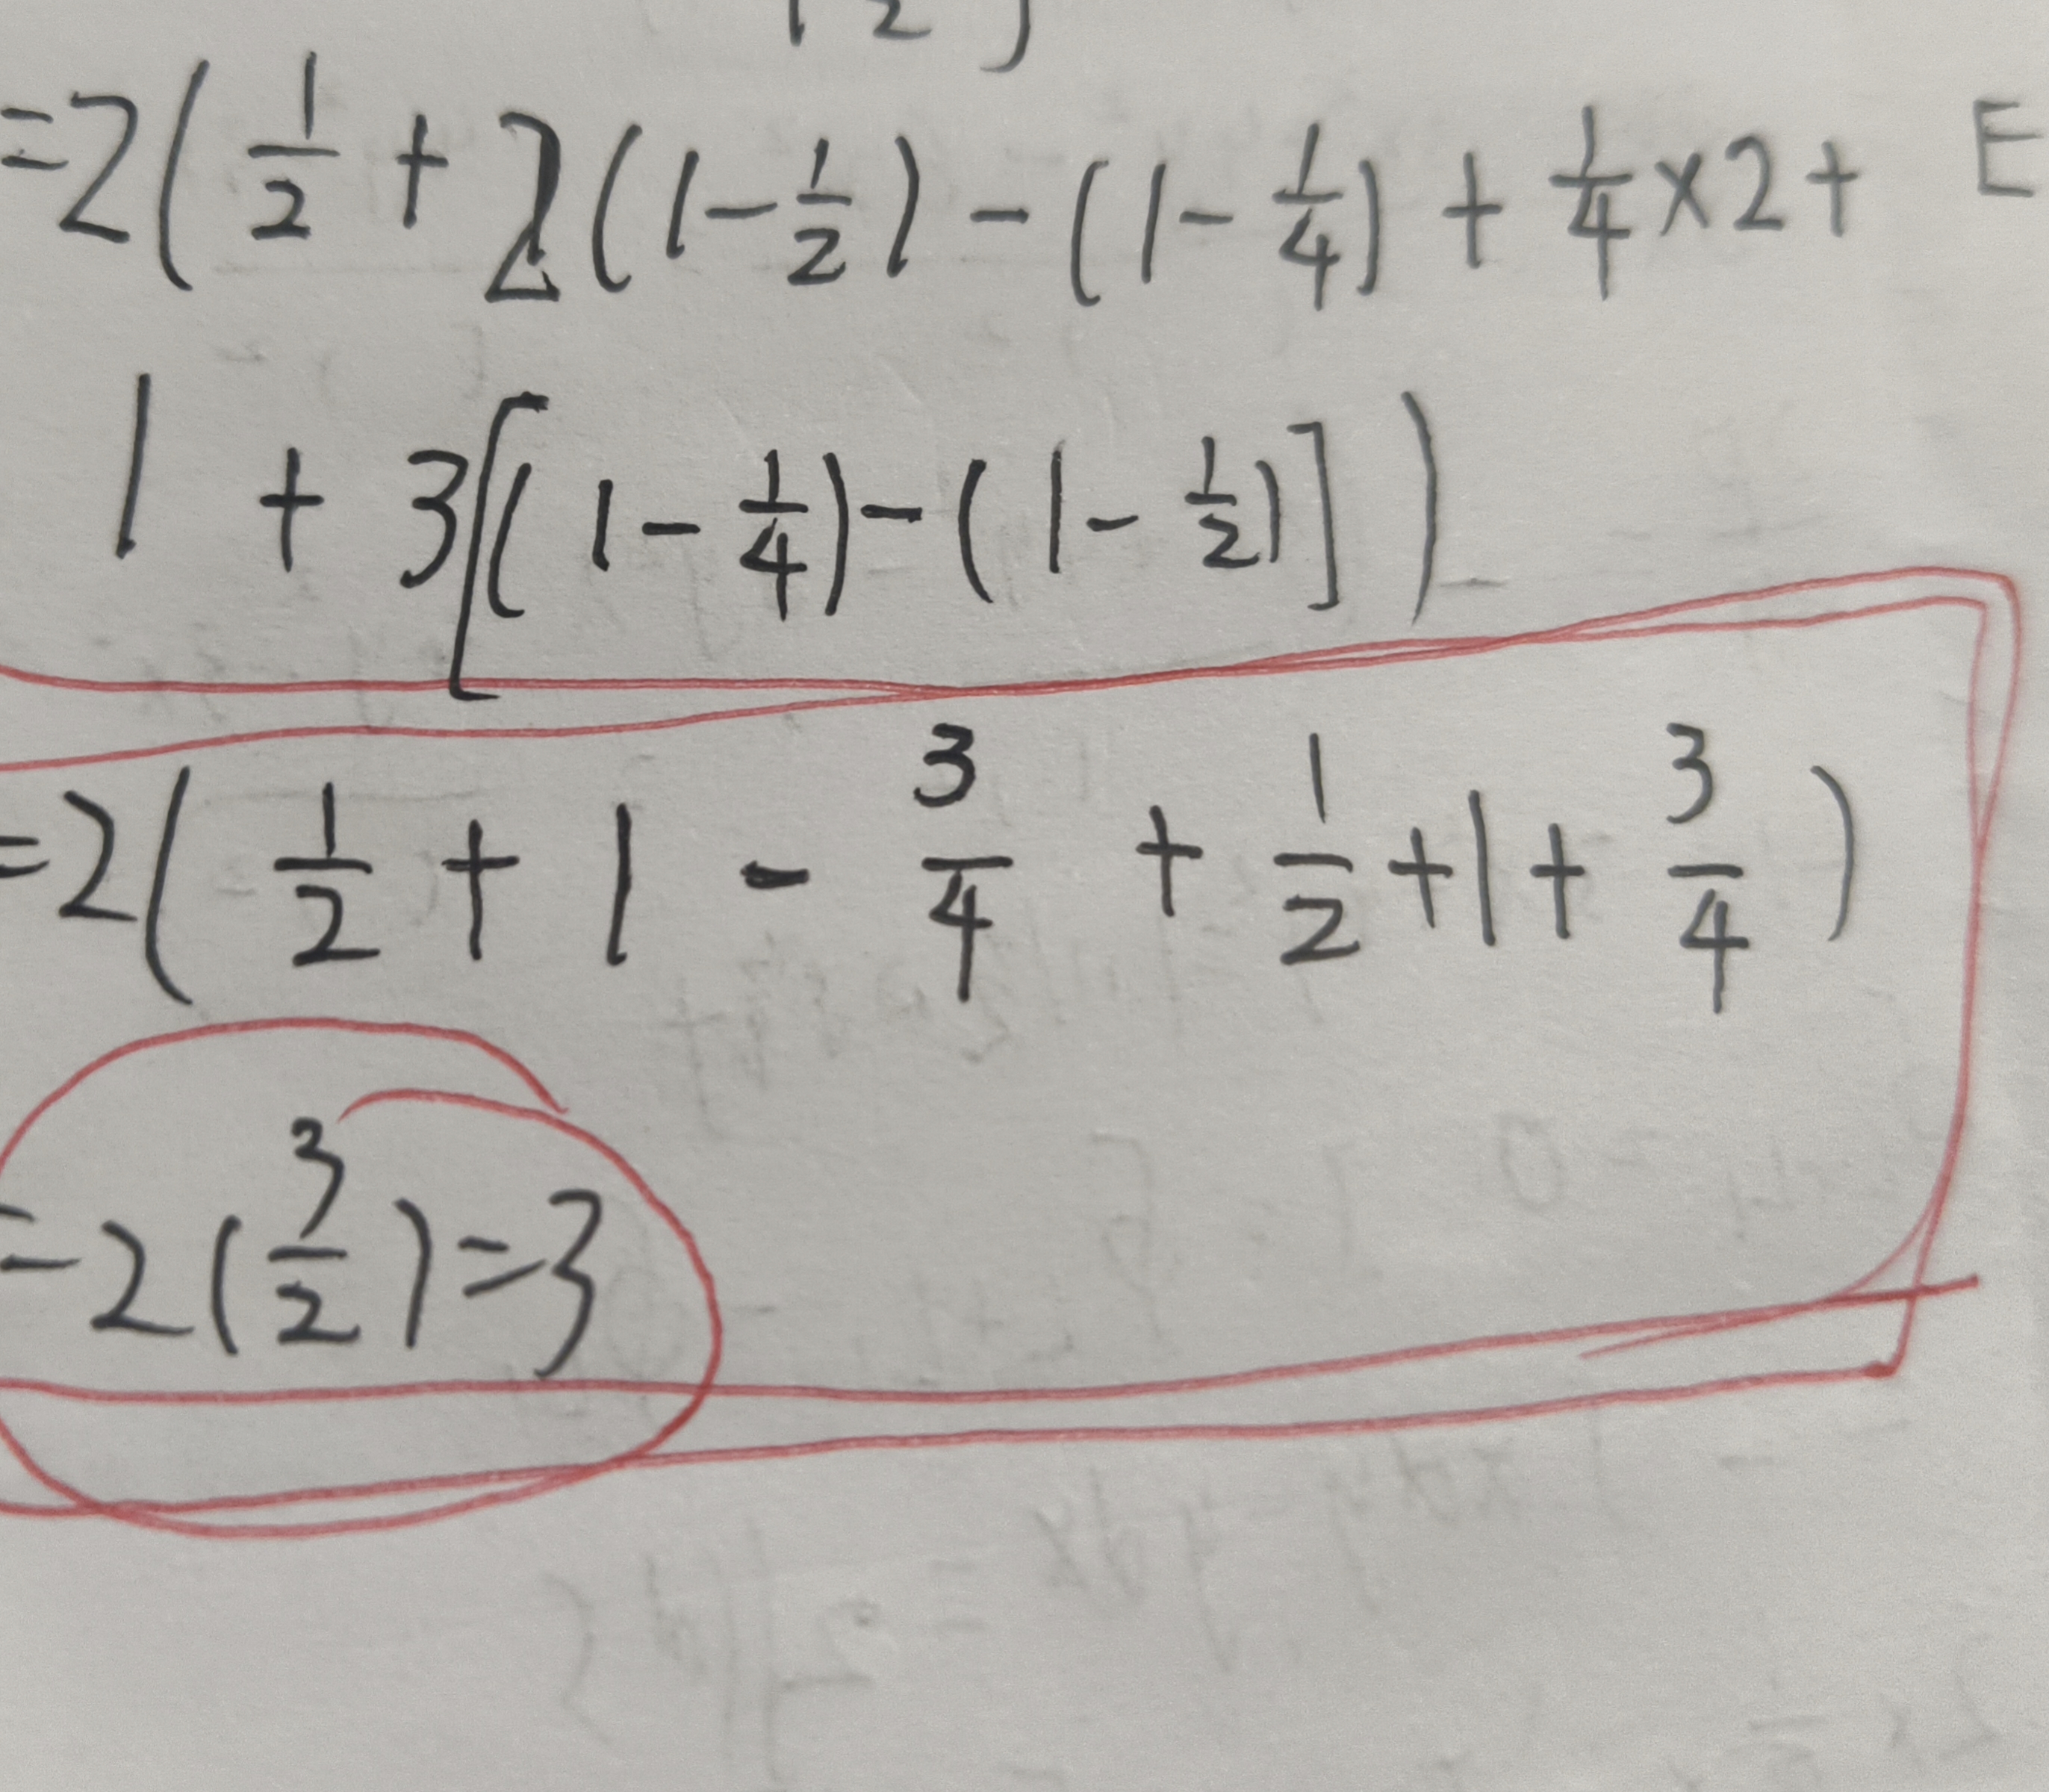 =2(1/2 + 2(1-1/2) - (1-1/4) + 1/4×2+ E
1 + 3[(1-1/4)-(1-1/2)])
=2(1/2 + 1 - 3/4 + 1/2 +1+ 3/4)
=2(3/2)=3